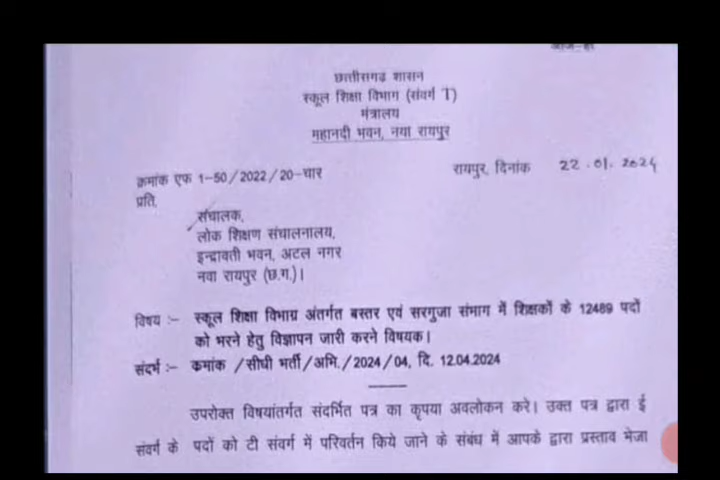 छत्तीसगढ़ शासन
स्कूल शिक्षा विभाग (संवर्ग T)
मंत्रालय
महानदी भवन, नया रायपुर
क्रमांक एफ 1-50/2022/20-चार रायपुर, दिनांक 22.01.2024
प्रति,
संचालक,
लोक शिक्षण संचालनालय,
इन्द्रावती भवन, अटल नगर
नवा रायपुर (छ.ग.)।
विषय :- स्कूल शिक्षा विभाग अंतर्गत बस्तर एवं सरगुजा संभाग में शिक्षकों के 12489 पदों
को भरने हेतु विज्ञापन जारी करने विषयक।
संदर्भ :- क्रमांक /सीधी भर्ती/अभि./2024/04, दि. 12.04.2024
उपरोक्त विषयांतर्गत संदर्भित पत्र का कृपया अवलोकन करे। उक्त पत्र द्वारा ई
संवर्ग के पदों को टी संवर्ग में परिवर्तन किये जाने के संबंध में आपके द्वारा प्रस्ताव भेजा